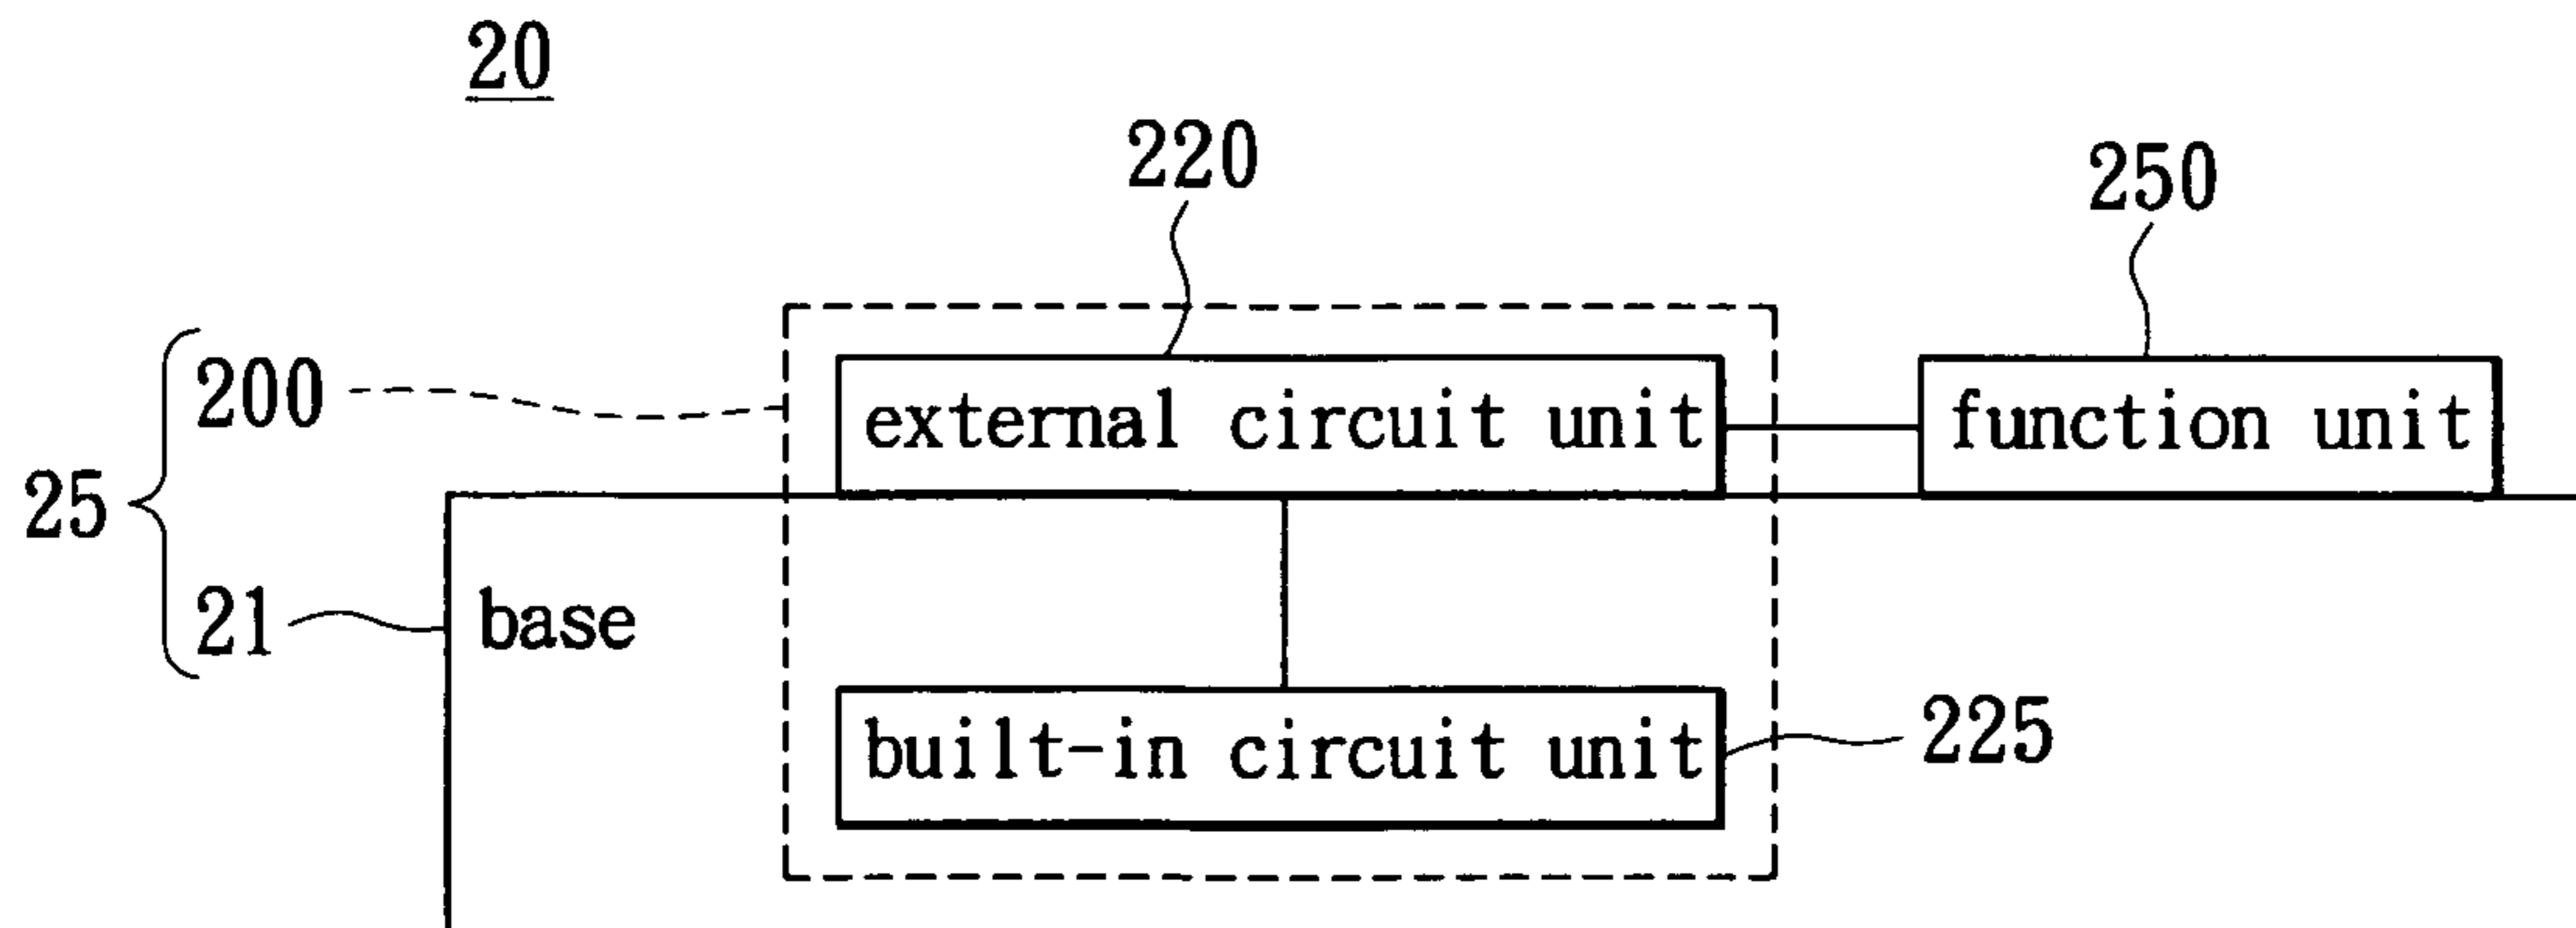 20
220
250
200
external circuit unit
function unit
25
21
base
built-in circuit unit
225